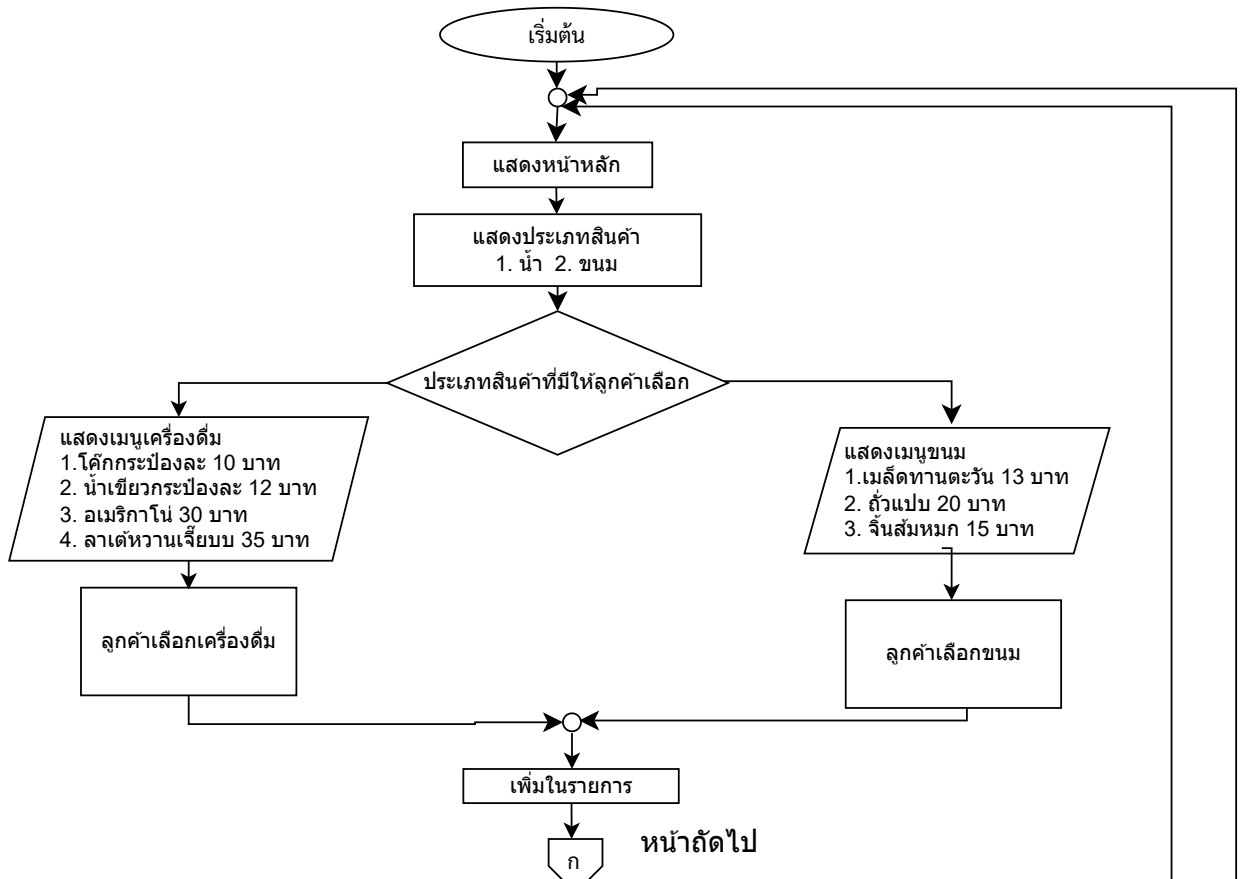 เริ่มต้น
แสดงหน้าหลัก
แสดงประเภทสินค้า
1. น้ำ 2. ขนม
ประเภทสินค้าที่มีให้ลูกค้าเลือก
แสดงเมนูเครื่องดื่ม
1.โค๊กกระป๋องละ 10 บาท
2. น้ำเขียวกระป๋องละ 12 บาท
3. อเมริกาโน่ 30 บาท
4. ลาเต้หวานเจี๊ยบบ 35 บาท
แสดงเมนูขนม
1.เมล็ดทานตะวัน 13 บาท
2. ถั่วแปบ 20 บาท
3. จิ้นส้มหมก 15 บาท
ลูกค้าเลือกเครื่องดื่ม
ลูกค้าเลือกขนม
เพิ่มในรายการ
หน้าถัดไป
ก